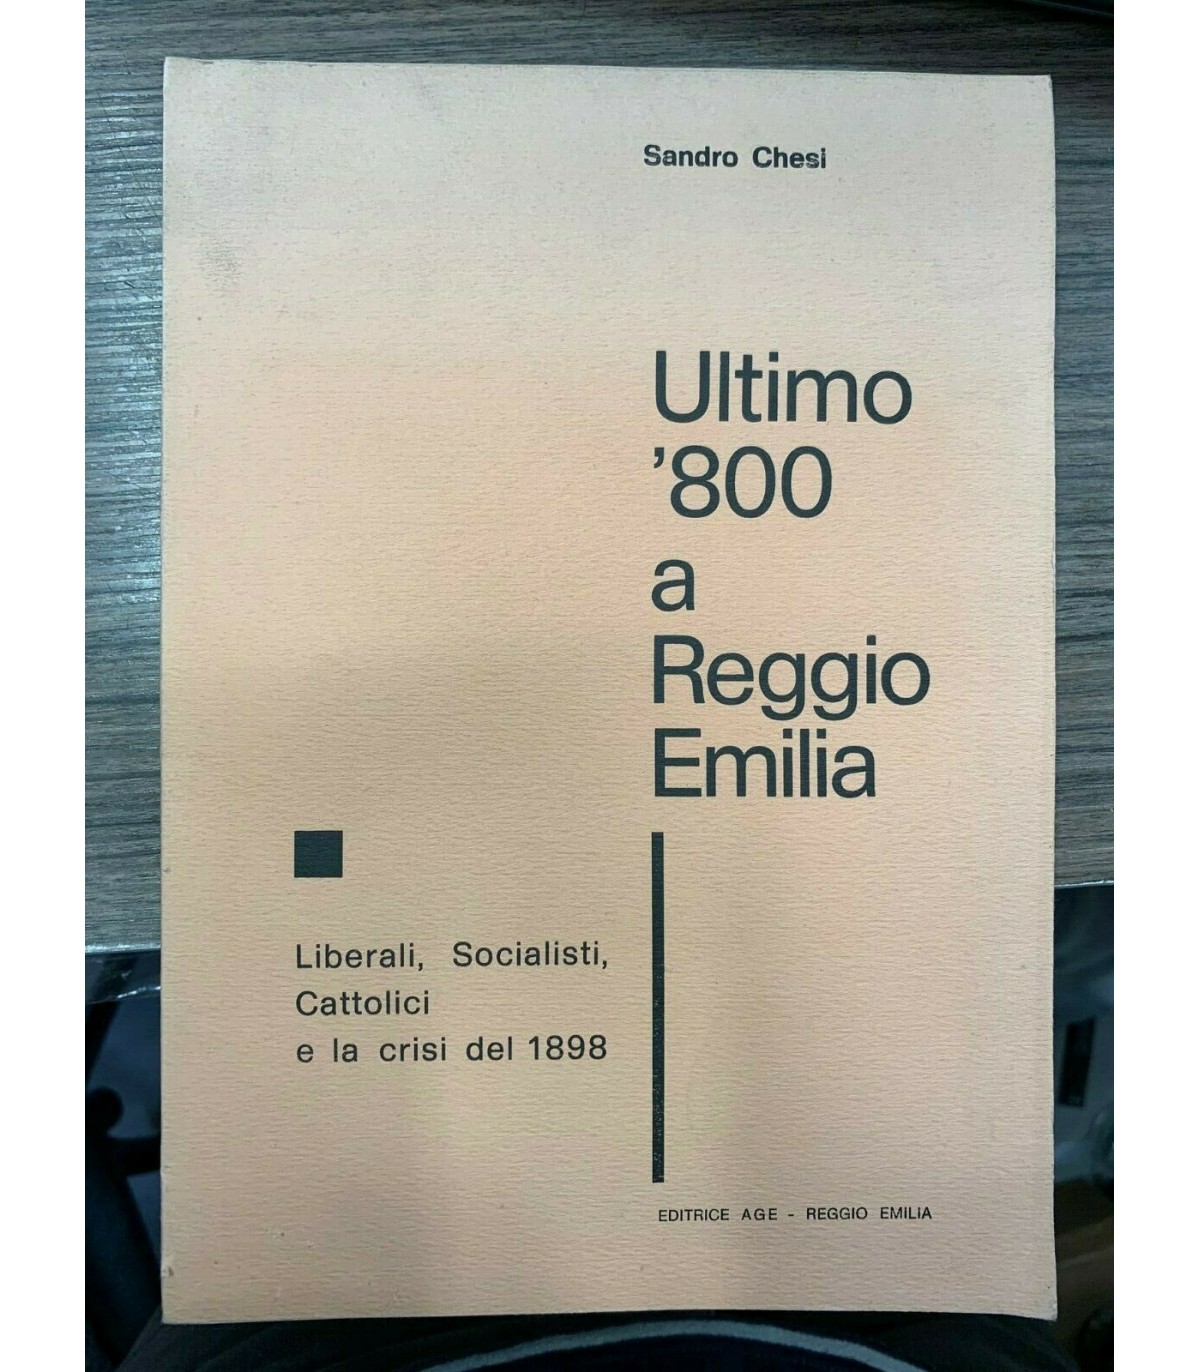 Sandro Chesi
Ultimo
'800
a
Reggio
Emilia
Liberali, Socialisti,
Cattolici
e la crisi del 1898
EDITRICE AGE - REGGIO EMILIA